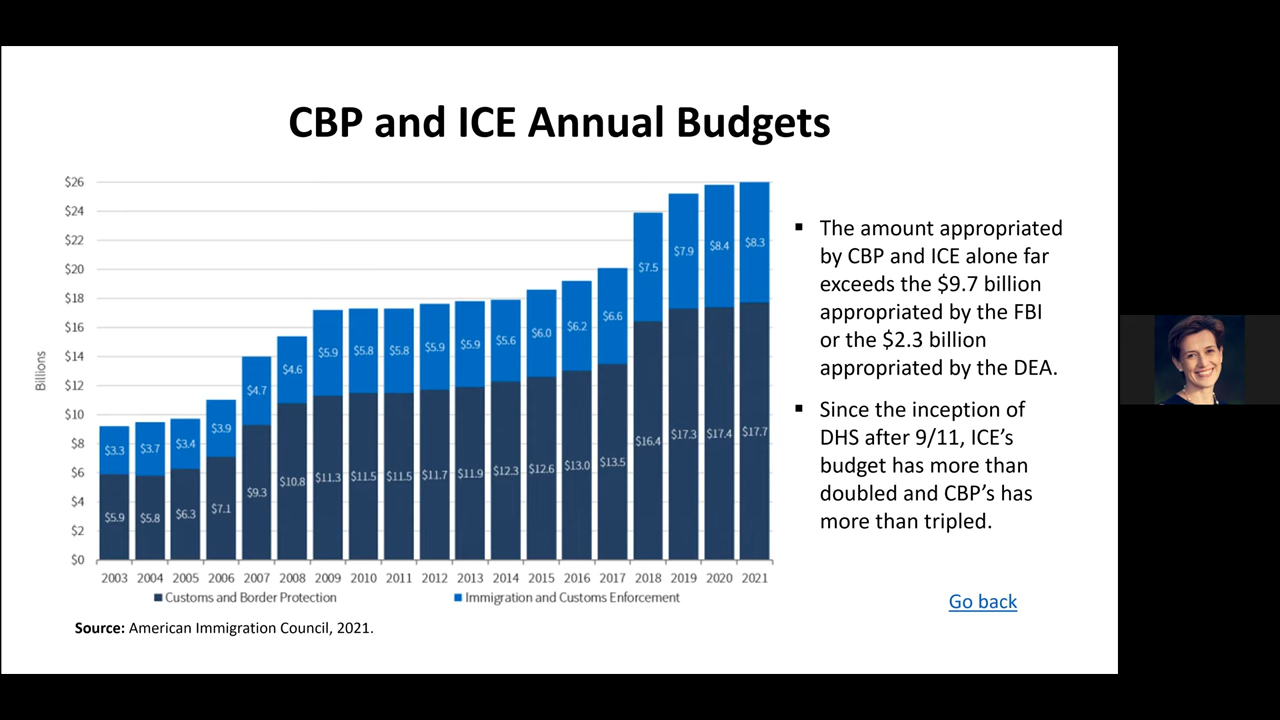 CBP and ICE Annual Budgets
$26
$24
$22
$20
$18
$16
$14
$12
$10
$8
$6
$4
$2
$0
Billions
$3.3 $3.7 $3.4 $3.9 $4.7 $4.6 $5.9 $5.8 $5.8 $5.9 $5.9 $5.6 $6.0 $6.2 $6.6 $7.5 $7.9 $8.4 $8.3
$5.9 $5.8 $6.3 $7.1 $9.3 $10.8 $11.3 $11.5 $11.5 $11.7 $11.9 $12.3 $12.6 $13.0 $13.5 $16.4 $17.3 $17.4 $17.7
2003 2004 2005 2006 2007 2008 2009 2010 2011 2012 2013 2014 2015 2016 2017 2018 2019 2020 2021
Customs and Border Protection Immigration and Customs Enforcement
Source: American Immigration Council, 2021.
▪ The amount appropriated
by CBP and ICE alone far
exceeds the $9.7 billion
appropriated by the FBI
or the $2.3 billion
appropriated by the DEA.
▪ Since the inception of
DHS after 9/11, ICE’s
budget has more than
doubled and CBP’s has
more than tripled.
Go back